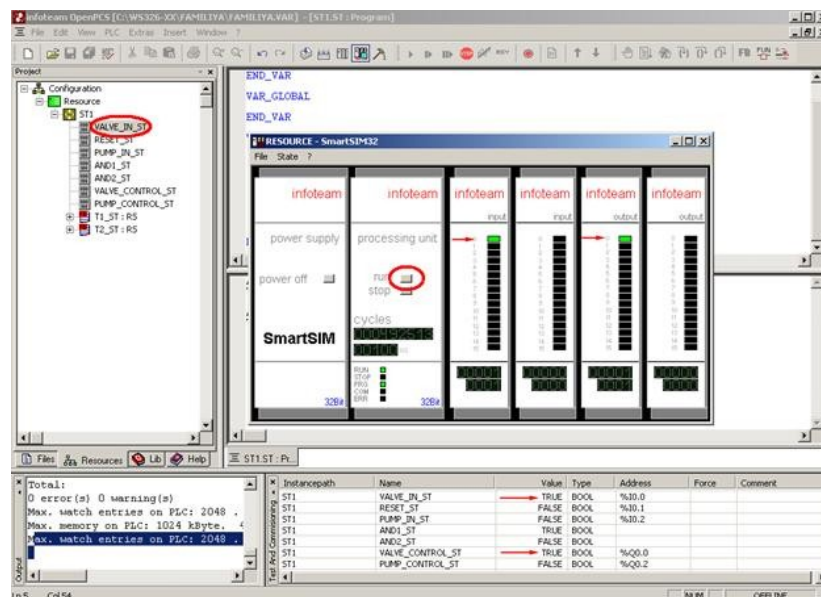 infoteam OpenPCS [C:\WS326-XX\FAMILIYA\FAMILIYA.VAR] - [ST1.ST : Program]
File Edit View PLC Extras Insert Window ?
Project
Configuration
Resource
ST1
VALVE_IN_ST
RESET_ST
PUMP_IN_ST
AND1_ST
AND2_ST
VALVE_CONTROL_ST
PUMP_CONTROL_ST
T1_ST : RS
T2_ST : RS
Files Resources Lib Help
END_VAR
VAR_GLOBAL
END_VAR
RESOURCE - SmartSIM32
File State ?
infoteam infoteam infoteam infoteam infoteam infoteam
input input output output
power supply processing unit
power off run
stop
cycles
SmartSIM
RUN
STOP
PRG
COM
ERR
ST1.ST : Pr...
Total:
0 error(s) 0 warning(s)
Max. watch entries on PLC: 2048 .
Max. memory on PLC: 1024 kByte.
Max. watch entries on PLC: 2048 .
Output
Test And Commisioning
Instancepath Name Value Type Address Force Comment
ST1 VALVE_IN_ST TRUE BOOL %I0.0
ST1 RESET_ST FALSE BOOL %I0.1
ST1 PUMP_IN_ST FALSE BOOL %I0.2
ST1 AND1_ST TRUE BOOL
ST1 AND2_ST FALSE BOOL
ST1 VALVE_CONTROL_ST TRUE BOOL %Q0.0
ST1 PUMP_CONTROL_ST FALSE BOOL %Q0.2
Ln 5 Col 54 NUM OFFLINE